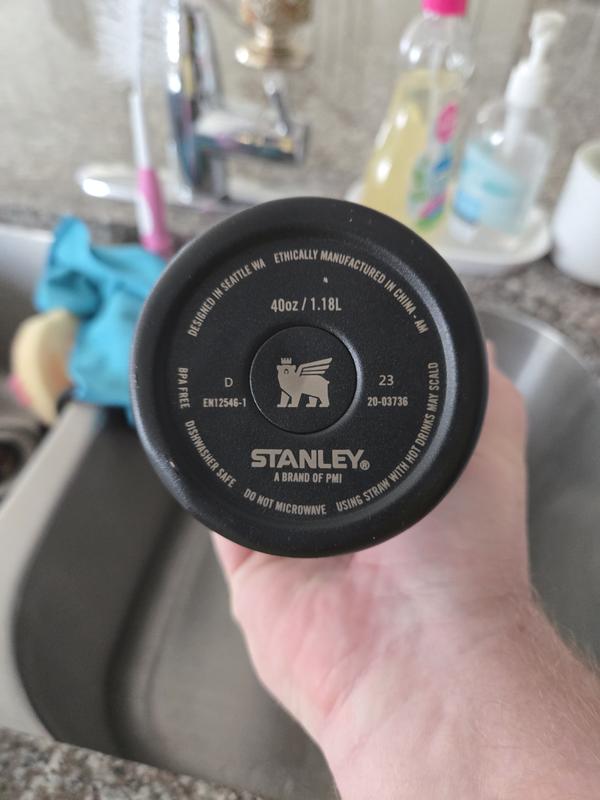 DESIGNED IN SEATTLE WA
ETHICALLY MANUFACTURED IN CHINA - AM
40oz / 1.18L
D
23
EN12546-1
20-03736
STANLEY®
A BRAND OF PMI
BPA FREE
DISHWASHER SAFE
DO NOT MICROWAVE
USING STRAW WITH HOT DRINKS MAY SCALD